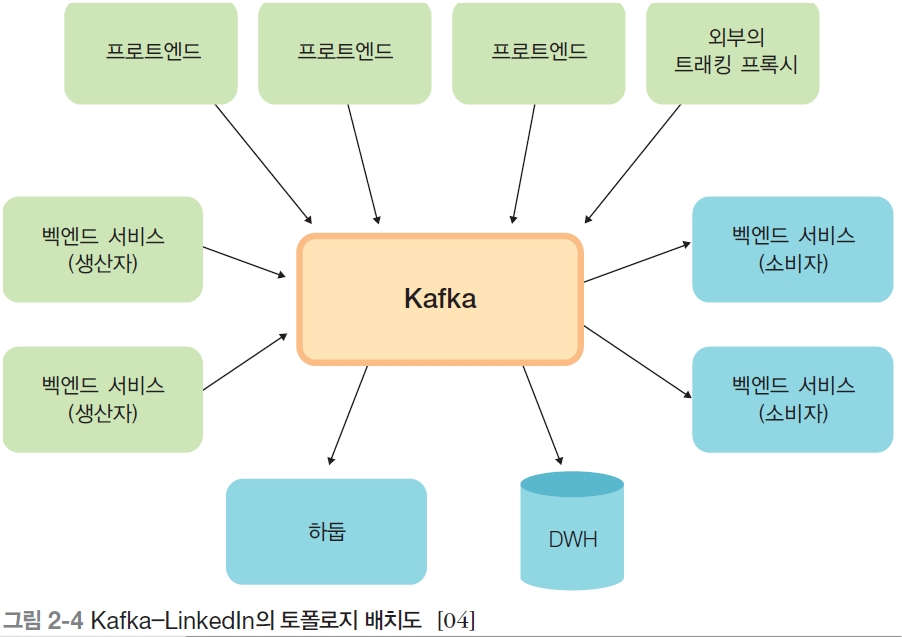 프로트엔드
프로트엔드
프로트엔드
외부의
트래킹 프록시
벡엔드 서비스
(생산자)
Kafka
벡엔드 서비스
(소비자)
벡엔드 서비스
(생산자)
벡엔드 서비스
(소비자)
하둡
DWH
그림 2-4 Kafka–LinkedIn의 토폴로지 배치도 [04]